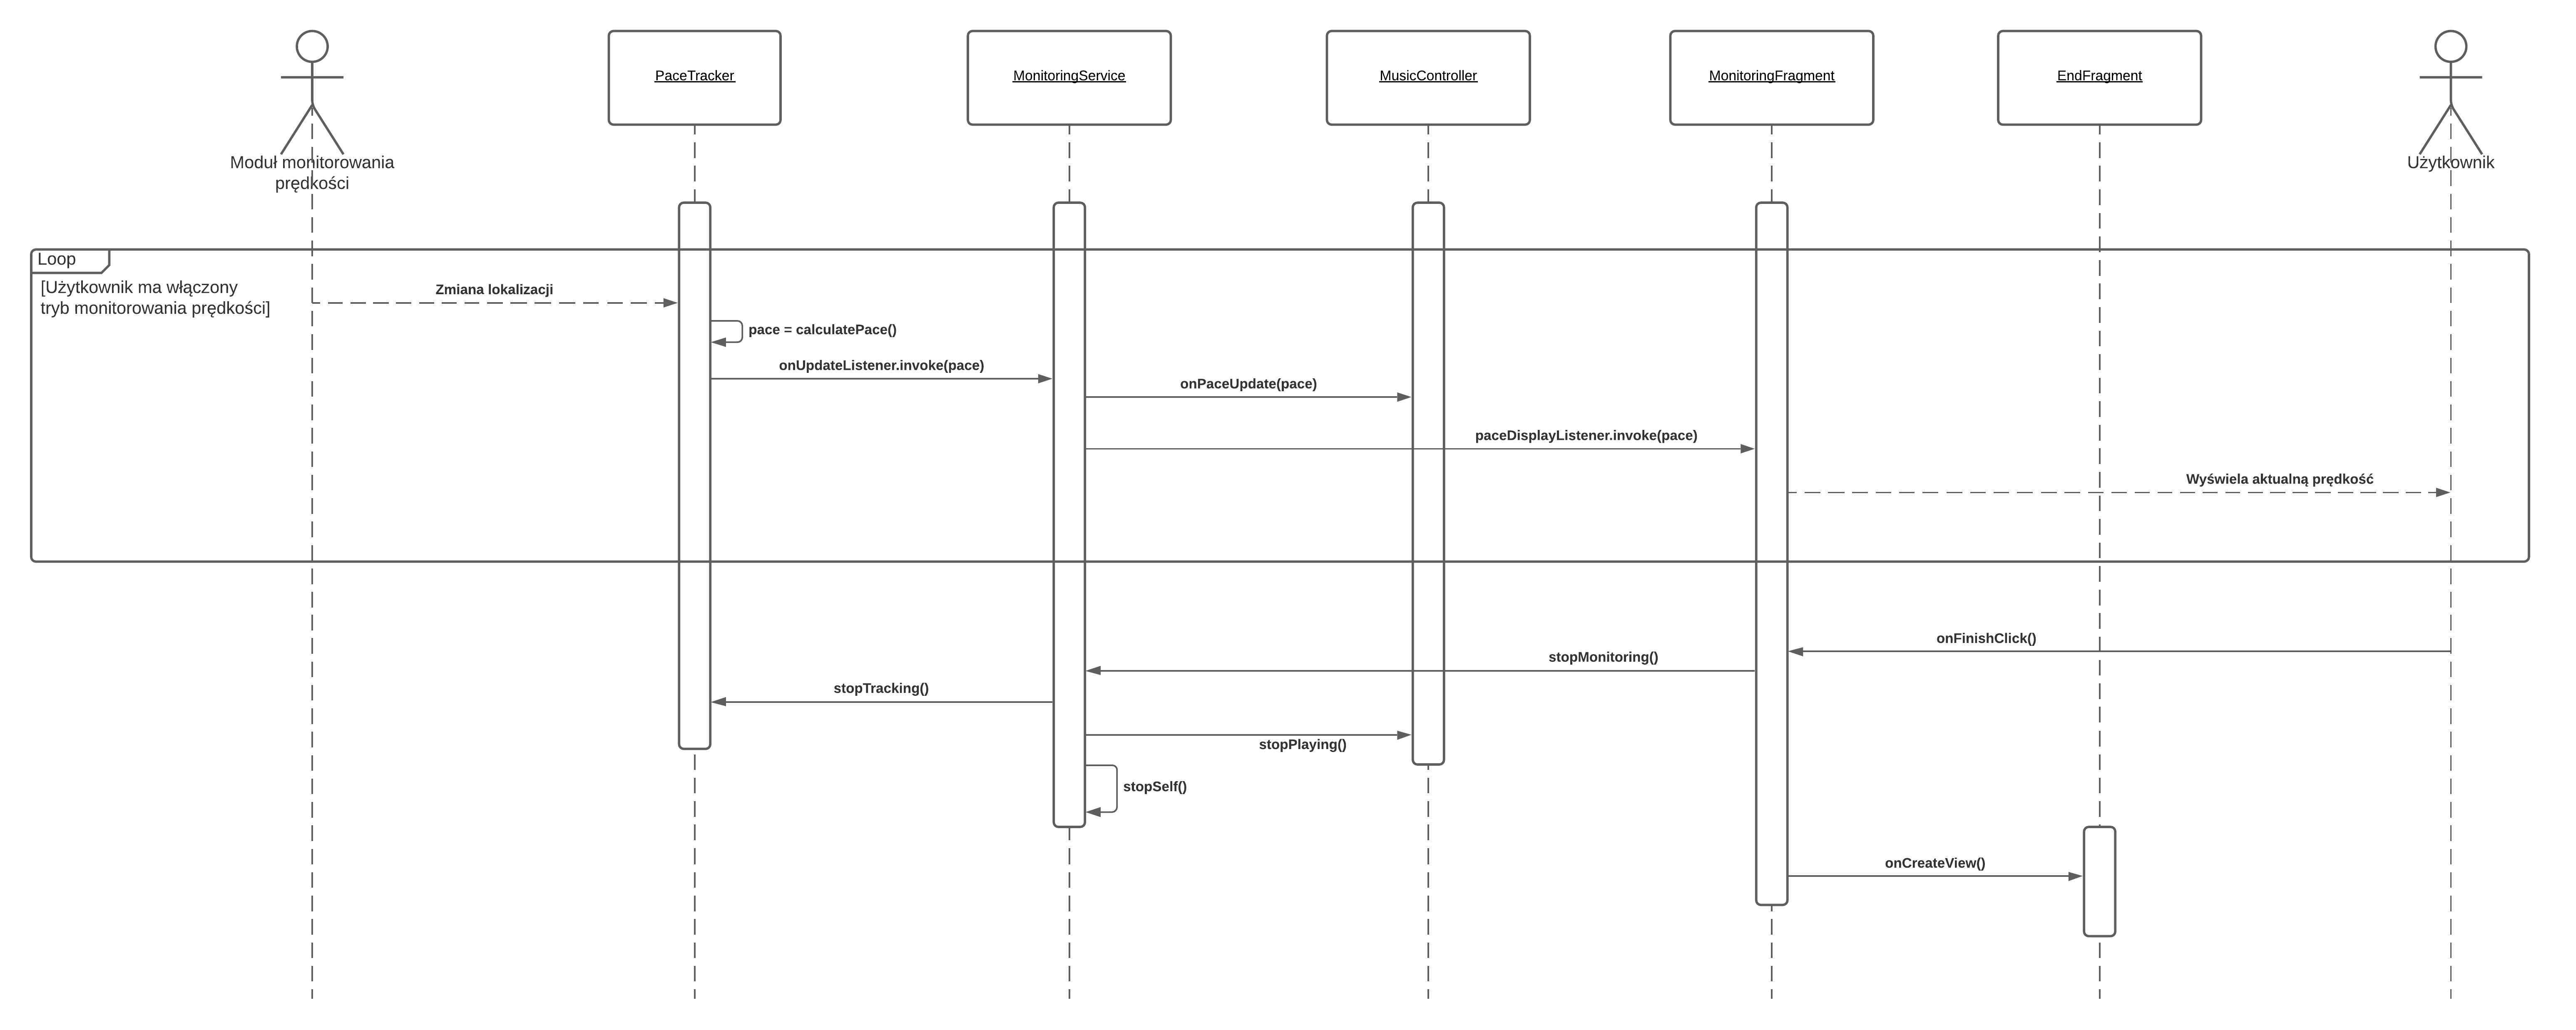 PaceTracker
MonitoringService
MusicController
MonitoringFragment
EndFragment
Moduł monitorowania
prędkości
Użytkownik
Loop
[Użytkownik ma włączony
tryb monitorowania prędkości]
Zmiana lokalizacji
pace = calculatePace()
onUpdateListener.invoke(pace)
onPaceUpdate(pace)
paceDisplayListener.invoke(pace)
Wyświela aktualną prędkość
onFinishClick()
stopMonitoring()
stopTracking()
stopPlaying()
stopSelf()
onCreateView()